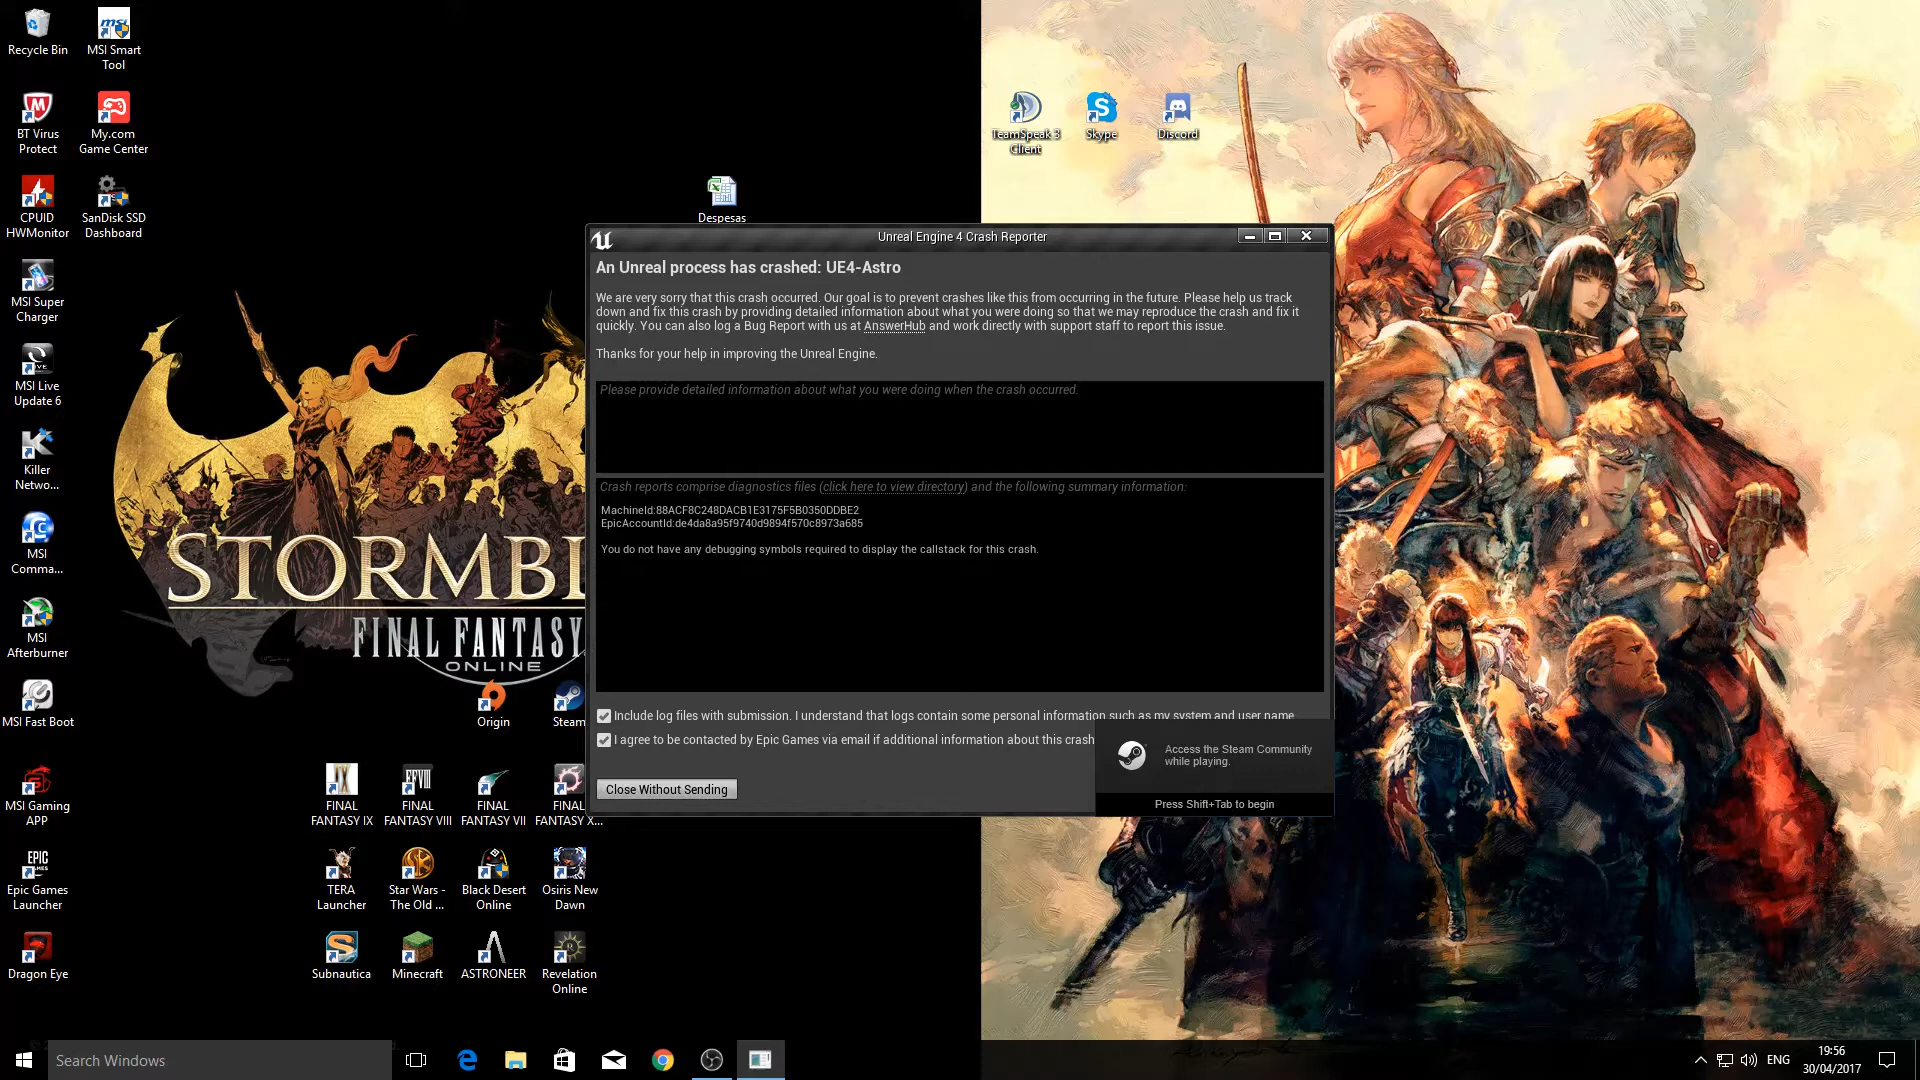 Recycle Bin
MSI Smart
Tool
BT Virus
Protect
My.com
Game Center
CPUID
HWMonitor
SanDisk SSD
Dashboard
MSI Super
Charger
MSI Live
Update 6
Killer
Netwo...
MSI
Comma...
MSI
Afterburner
MSI Fast Boot
MSI Gaming
APP
Epic Games
Launcher
Dragon Eye
Despesas
TeamSpeak 3
Client
Skype
Discord
STORMBL
FINAL FANTASY
ONLINE
Unreal Engine 4 Crash Reporter
An Unreal process has crashed: UE4-Astro
We are very sorry that this crash occurred. Our goal is to prevent crashes like this from occurring in the future. Please help us track
down and fix this crash by providing detailed information about what you were doing so that we may reproduce the crash and fix it
quickly. You can also log a Bug Report with us at AnswerHub and work directly with support staff to report this issue.
Thanks for your help in improving the Unreal Engine.
Please provide detailed information about what you were doing when the crash occurred.
Crash reports comprise diagnostics files (click here to view directory) and the following summary information:
MachineId:88ACF8C248DACB1E3175F5B0350DDBE2
EpicAccountId:de4da8a95f9740d9894f570c8973a685
You do not have any debugging symbols required to display the callstack for this crash.
Include log files with submission. I understand that logs contain some personal information such as my system and user name
I agree to be contacted by Epic Games via email if additional information about this crash
Close Without Sending
Access the Steam Community
while playing.
Press Shift+Tab to begin
Origin
Steam
FINAL
FANTASY IX
FINAL
FANTASY VIII
FINAL
FANTASY VII
FINAL
FANTASY X...
TERA
Launcher
Star Wars -
The Old ...
Black Desert
Online
Osiris New
Dawn
Subnautica
Minecraft
ASTRONEER
Revelation
Online
Search Windows
ENG
19:56
30/04/2017